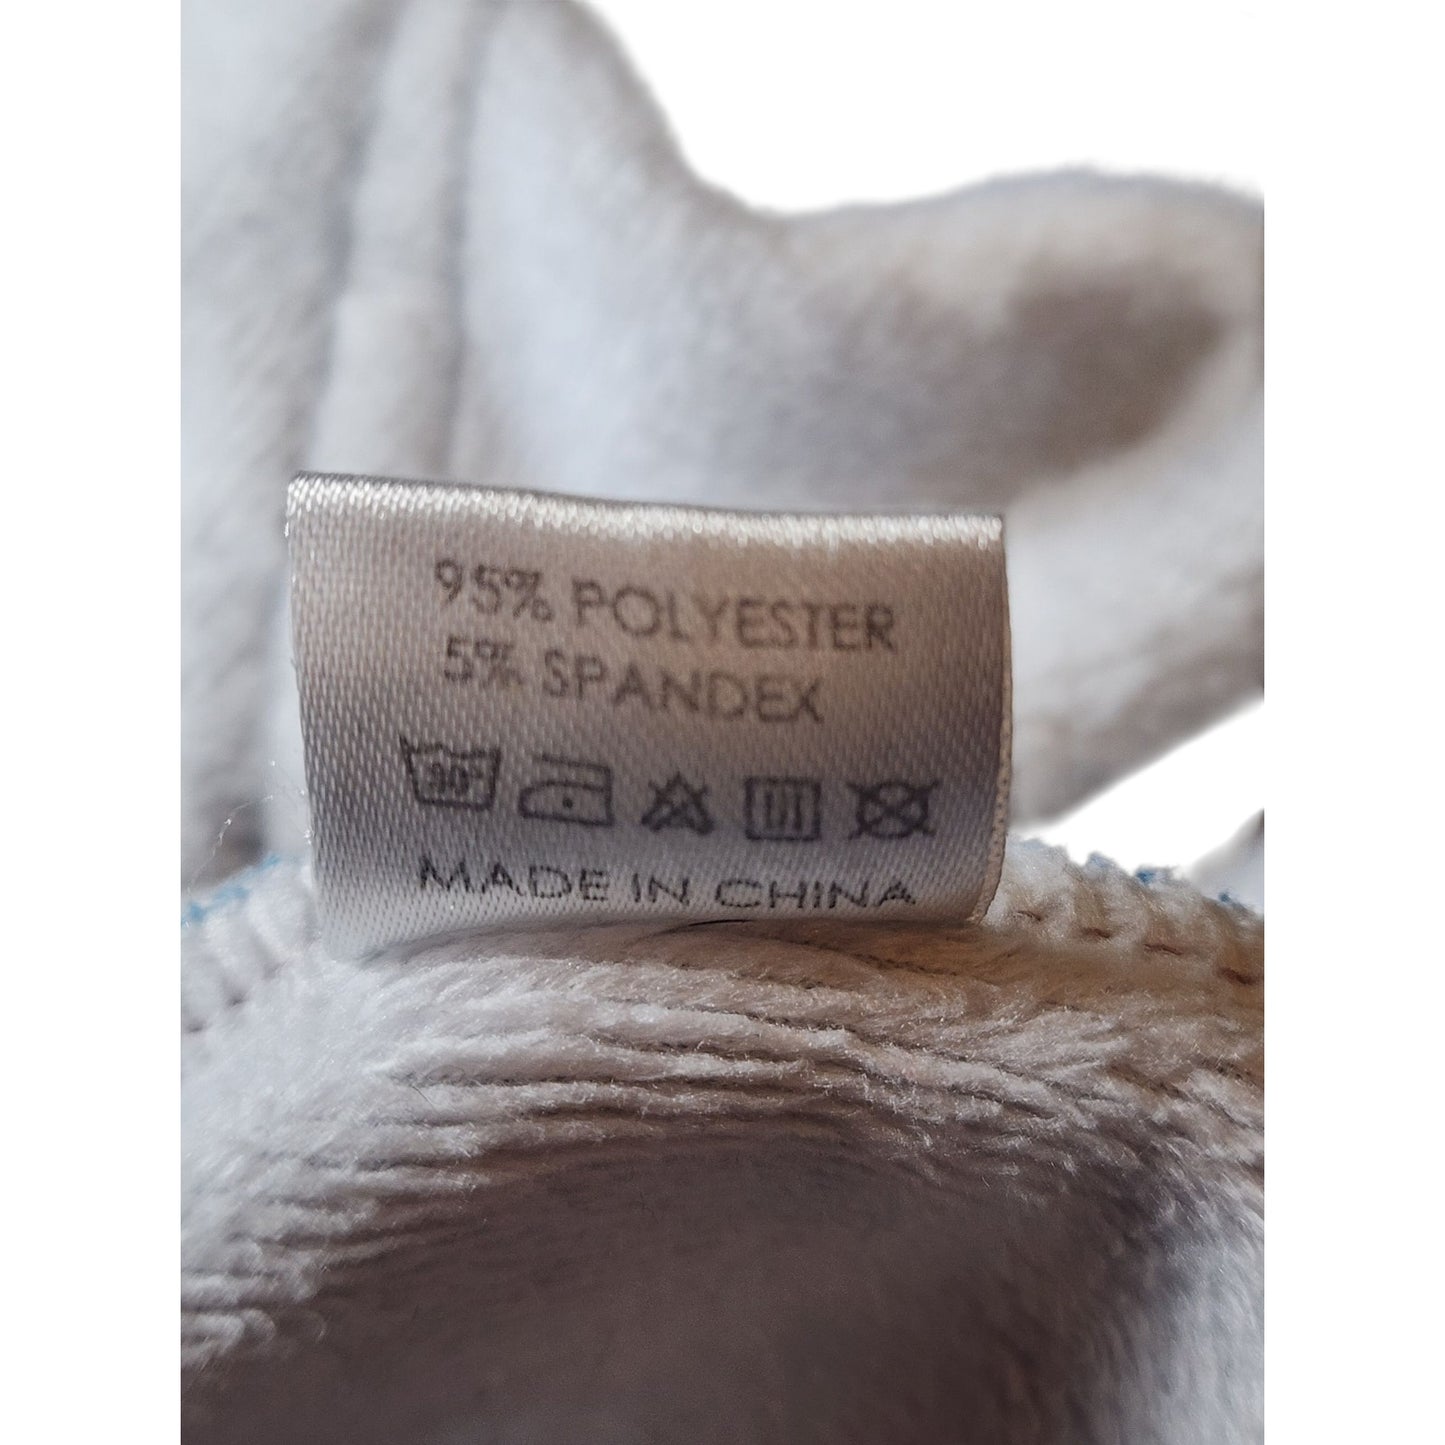 95% POLYESTER
5% SPANDEX
30°
MADE IN CHINA